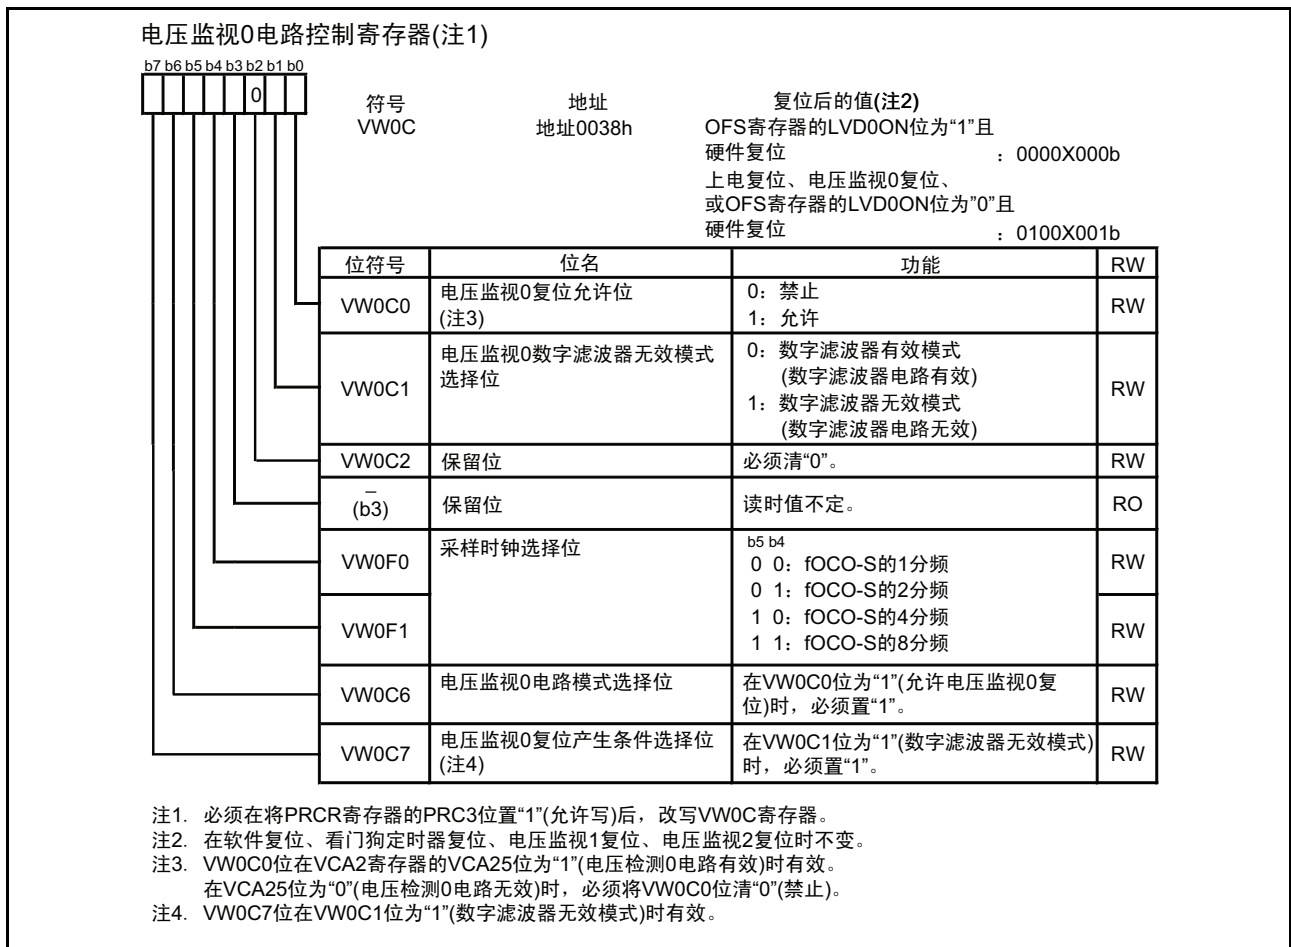 电压监视0电路控制寄存器(注1)
b7 b6 b5 b4 b3 b2 b1 b0
0
符号 地址 复位后的值(注2)
VW0C 地址0038h OFS寄存器的LVD0ON位为“1”且
硬件复位 ：0000X000b
上电复位、电压监视0复位、
或OFS寄存器的LVD0ON位为”0”且
硬件复位 ：0100X001b
位符号 位名 功能 RW
VW0C0 电压监视0复位允许位 0：禁止 RW
(注3) 1：允许
VW0C1 电压监视0数字滤波器无效模式 0：数字滤波器有效模式 RW
选择位 (数字滤波器电路有效)
1：数字滤波器无效模式
(数字滤波器电路无效)
VW0C2 保留位 必须清“0”。 RW
–
(b3) 保留位 读时值不定。 RO
VW0F0 采样时钟选择位 b5 b4 RW
0 0：fOCO-S的1分频
0 1：fOCO-S的2分频
VW0F1 1 0：fOCO-S的4分频 RW
1 1：fOCO-S的8分频
VW0C6 电压监视0电路模式选择位 在VW0C0位为“1”(允许电压监视0复 RW
位)时，必须置“1”。
VW0C7 电压监视0复位产生条件选择位 在VW0C1位为“1”(数字滤波器无效模式) RW
(注4) 时，必须置“1”。
注1. 必须在将PRCR寄存器的PRC3位置“1”(允许写)后，改写VW0C寄存器。
注2. 在软件复位、看门狗定时器复位、电压监视1复位、电压监视2复位时不变。
注3. VW0C0位在VCA2寄存器的VCA25位为“1”(电压检测0电路有效)时有效。
在VCA25位为“0”(电压检测0电路无效)时，必须将VW0C0位清“0”(禁止)。
注4. VW0C7位在VW0C1位为“1”(数字滤波器无效模式)时有效。